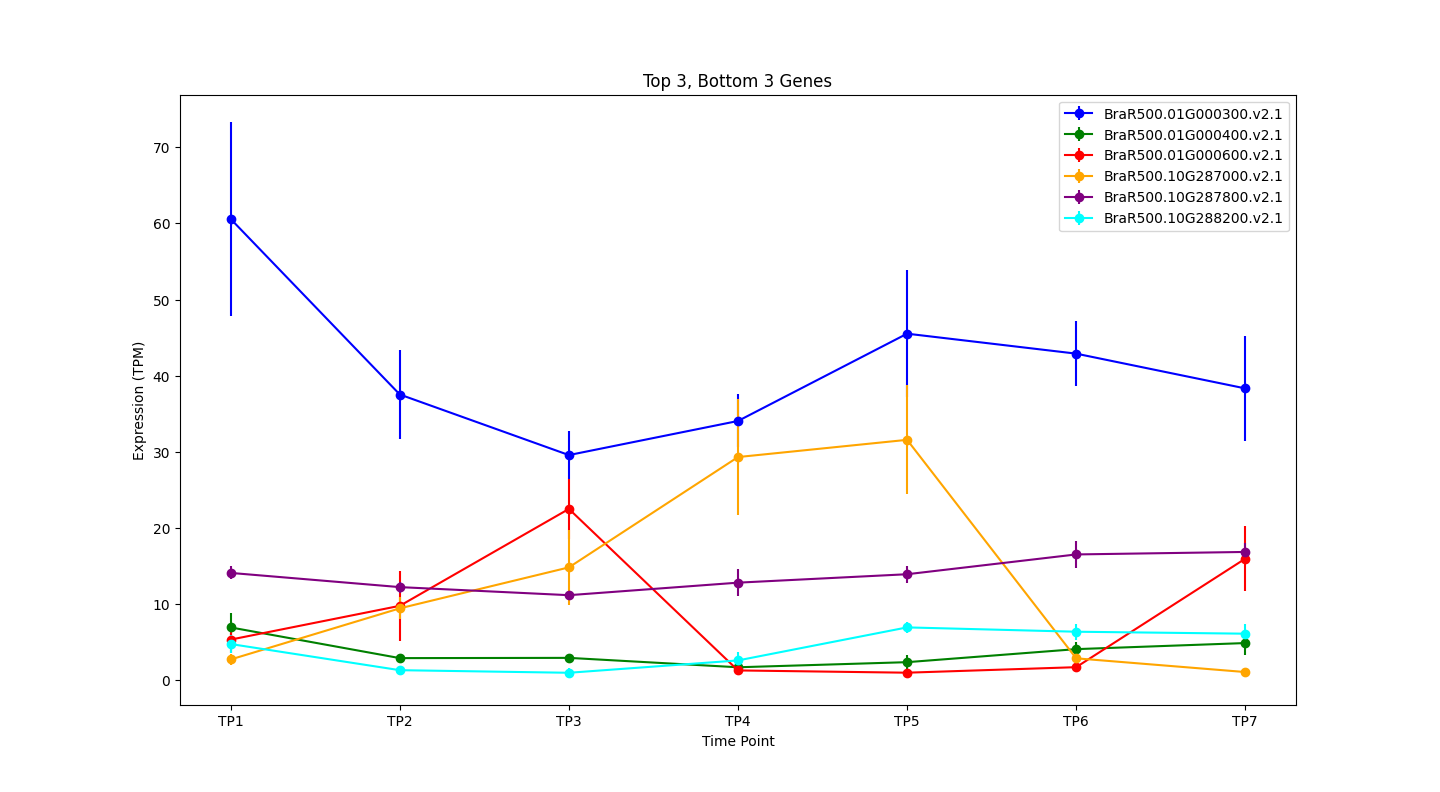 Top 3, Bottom 3 Genes
BraR500.01G000300.v2.1
BraR500.01G000400.v2.1
BraR500.01G000600.v2.1
BraR500.10G287000.v2.1
BraR500.10G287800.v2.1
BraR500.10G288200.v2.1
Expression (TPM)
70
60
50
40
30
20
10
0
TP1 TP2 TP3 TP4 TP5 TP6 TP7
Time Point